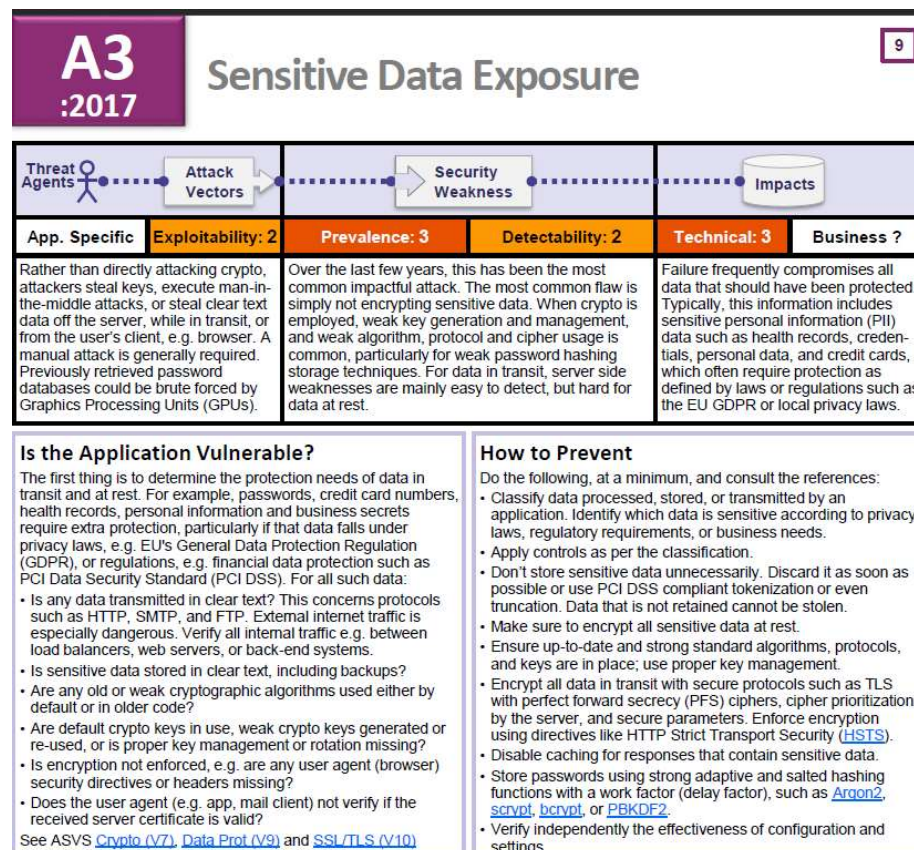 A3
:2017
Sensitive Data Exposure
9
Threat
Agents
Attack
Vectors
Security
Weakness
Impacts
App. Specific
Exploitability: 2
Prevalence: 3
Detectability: 2
Technical: 3
Business ?
Rather than directly attacking crypto,
attackers steal keys, execute man-in-
the-middle attacks, or steal clear text
data off the server, while in transit, or
from the user's client, e.g. browser. A
manual attack is generally required.
Previously retrieved password
databases could be brute forced by
Graphics Processing Units (GPUs).
Over the last few years, this has been the most
common impactful attack. The most common flaw is
simply not encrypting sensitive data. When crypto is
employed, weak key generation and management,
and weak algorithm, protocol and cipher usage is
common, particularly for weak password hashing
storage techniques. For data in transit, server side
weaknesses are mainly easy to detect, but hard for
data at rest.
Failure frequently compromises all
data that should have been protected
Typically, this information includes
sensitive personal information (PII)
data such as health records, creden-
tials, personal data, and credit cards,
which often require protection as
defined by laws or regulations such as
the EU GDPR or local privacy laws.
Is the Application Vulnerable?
The first thing is to determine the protection needs of data in
transit and at rest. For example, passwords, credit card numbers,
health records, personal information and business secrets
require extra protection, particularly if that data falls under
privacy laws, e.g. EU's General Data Protection Regulation
(GDPR), or regulations, e.g. financial data protection such as
PCI Data Security Standard (PCI DSS). For all such data:
• Is any data transmitted in clear text? This concerns protocols
such as HTTP, SMTP, and FTP. External internet traffic is
especially dangerous. Verify all internal traffic e.g. between
load balancers, web servers, or back-end systems.
• Is sensitive data stored in clear text, including backups?
• Are any old or weak cryptographic algorithms used either by
default or in older code?
• Are default crypto keys in use, weak crypto keys generated or
re-used, or is proper key management or rotation missing?
• Is encryption not enforced, e.g. are any user agent (browser)
security directives or headers missing?
• Does the user agent (e.g. app, mail client) not verify if the
received server certificate is valid?
See ASVS Crypto (V7), Data Prot (V9) and SSL/TLS (V10)
How to Prevent
Do the following, at a minimum, and consult the references:
• Classify data processed, stored, or transmitted by an
application. Identify which data is sensitive according to privacy
laws, regulatory requirements, or business needs.
• Apply controls as per the classification.
• Don't store sensitive data unnecessarily. Discard it as soon as
possible or use PCI DSS compliant tokenization or even
truncation. Data that is not retained cannot be stolen.
• Make sure to encrypt all sensitive data at rest.
• Ensure up-to-date and strong standard algorithms, protocols,
and keys are in place; use proper key management.
• Encrypt all data in transit with secure protocols such as TLS
with perfect forward secrecy (PFS) ciphers, cipher prioritization
by the server, and secure parameters. Enforce encryption
using directives like HTTP Strict Transport Security (HSTS).
• Disable caching for responses that contain sensitive data.
• Store passwords using strong adaptive and salted hashing
functions with a work factor (delay factor), such as Argon2,
scrypt, bcrypt, or PBKDF2.
• Verify independently the effectiveness of configuration and
settings